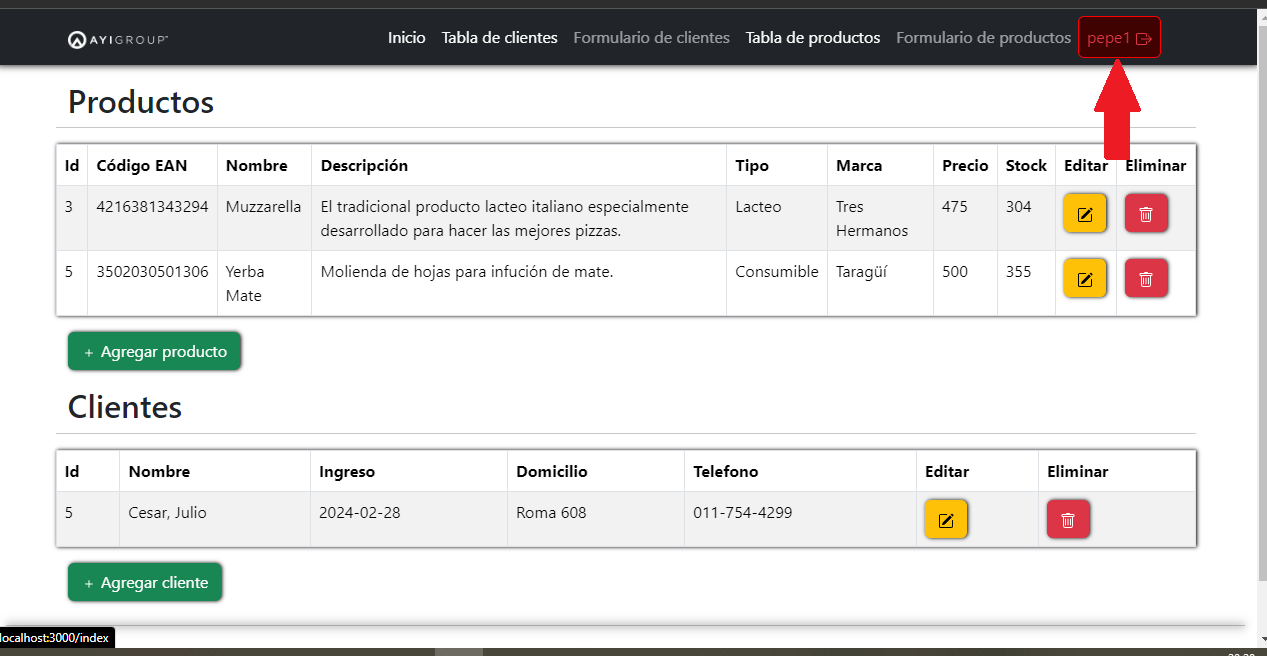 AYIGROUP
Inicio Tabla de clientes Formulario de clientes Tabla de productos Formulario de productos pepe1
Productos
Id Código EAN Nombre Descripción Tipo Marca Precio Stock Editar Eliminar
3 4216381343294 Muzzarella El tradicional producto lacteo italiano especialmente Lacteo Tres 475 304
desarrollado para hacer las mejores pizzas. Hermanos
5 3502030501306 Yerba Molienda de hojas para infución de mate. Consumible Taragüí 500 355
Mate
+ Agregar producto
Clientes
Id Nombre Ingreso Domicilio Telefono Editar Eliminar
5 Cesar, Julio 2024-02-28 Roma 608 011-754-4299
+ Agregar cliente
localhost:3000/index